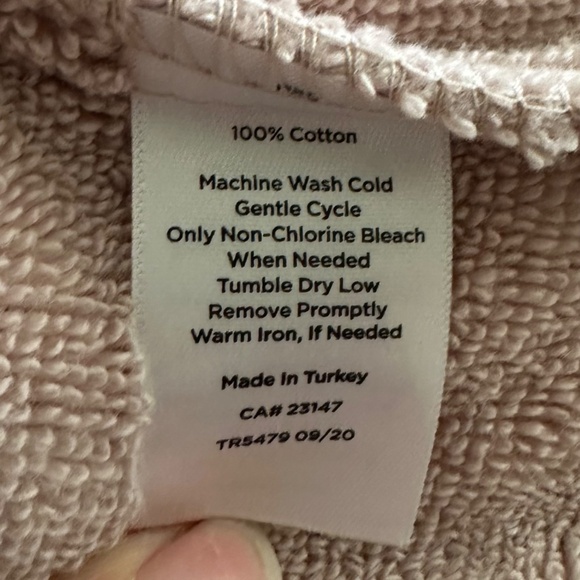 100% Cotton
Machine Wash Cold
Gentle Cycle
Only Non-Chlorine Bleach
When Needed
Tumble Dry Low
Remove Promptly
Warm Iron, If Needed
Made In Turkey
CA# 23147
TR5479 09/20